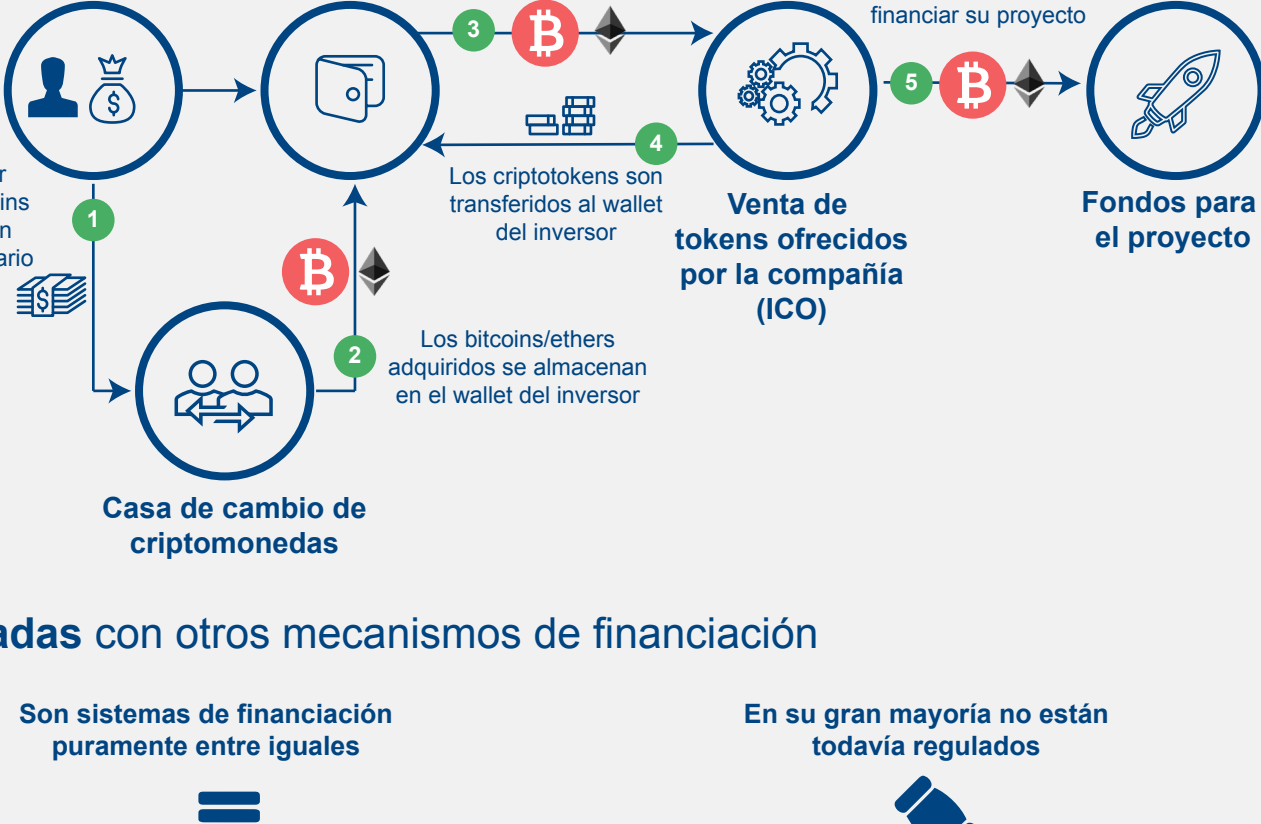 financiar su proyecto
3
5
4
Los criptotokens son
transferidos al wallet
del inversor
Venta de
tokens ofrecidos
por la compañía
(ICO)
Fondos para
el proyecto
1
2
Los bitcoins/ethers
adquiridos se almacenan
en el wallet del inversor
Casa de cambio de
criptomonedas
adas con otros mecanismos de financiación
Son sistemas de financiación
puramente entre iguales
En su gran mayoría no están
todavía regulados